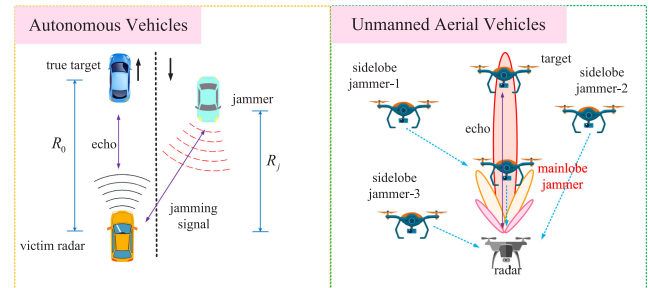 Autonomous Vehicles
true target
jammer
R0
echo
Rj
jamming
signal
victim radar
Unmanned Aerial Vehicles
target
sidelobe
jammer-1
sidelobe
jammer-2
echo
mainlobe
jammer
sidelobe
jammer-3
radar